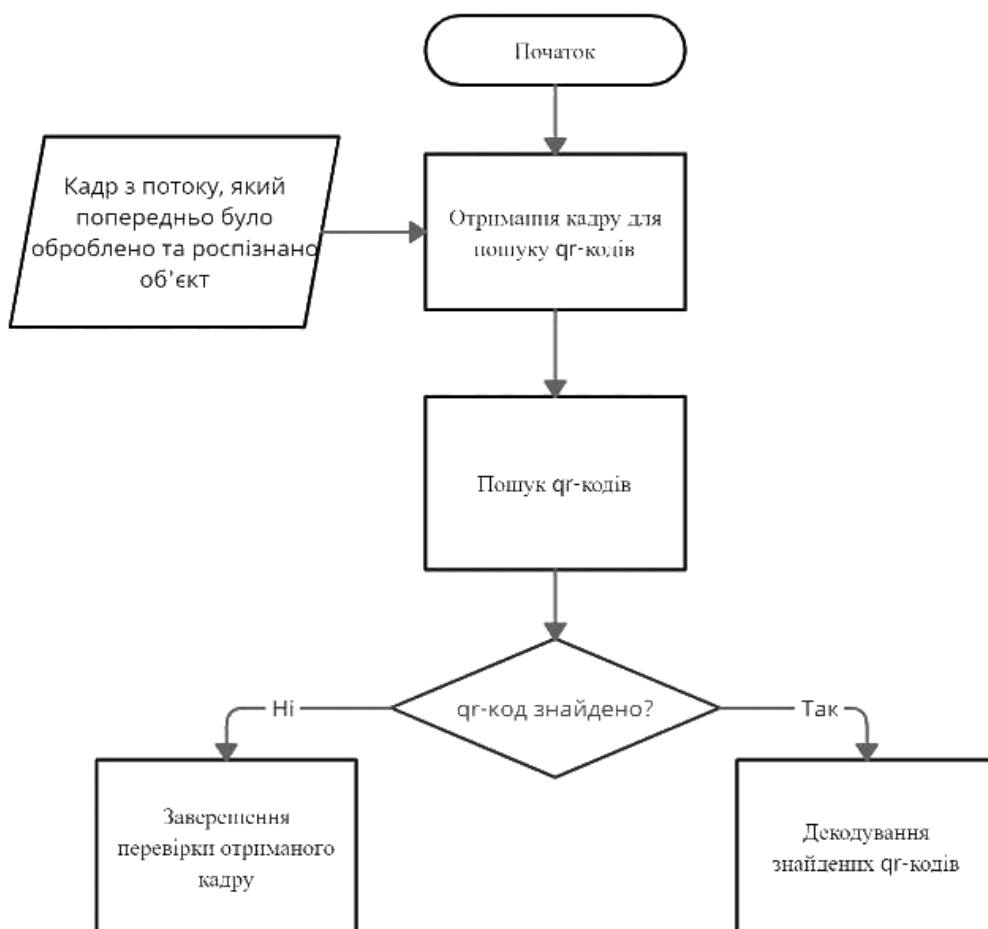 Початок
Кадр з потоку, який
попередньо було
оброблено та роспізнано
об'єкт
Отримання кадру для
пошуку qr-кодів
Пошук qr-кодів
qr-код знайдено?
Ні
Так
Завершення
перевірки отриманого
кадру
Декодування
знайдених qr-кодів